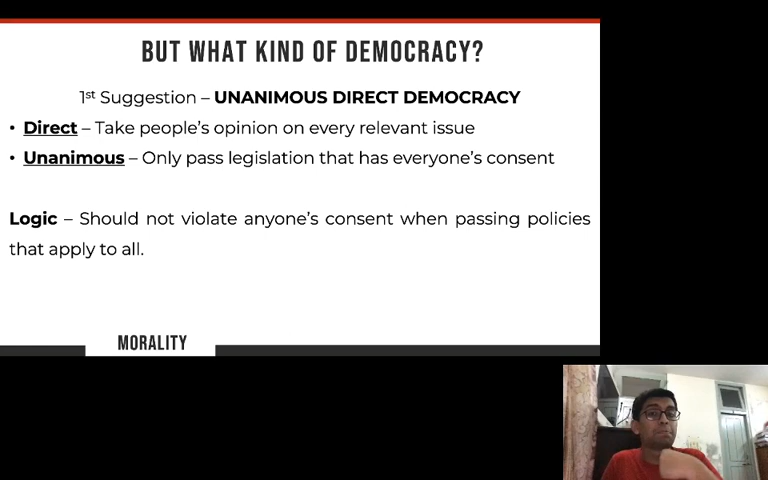 BUT WHAT KIND OF DEMOCRACY?
1st Suggestion – UNANIMOUS DIRECT DEMOCRACY
• Direct – Take people's opinion on every relevant issue
• Unanimous – Only pass legislation that has everyone's consent
Logic – Should not violate anyone's consent when passing policies
that apply to all.
MORALITY